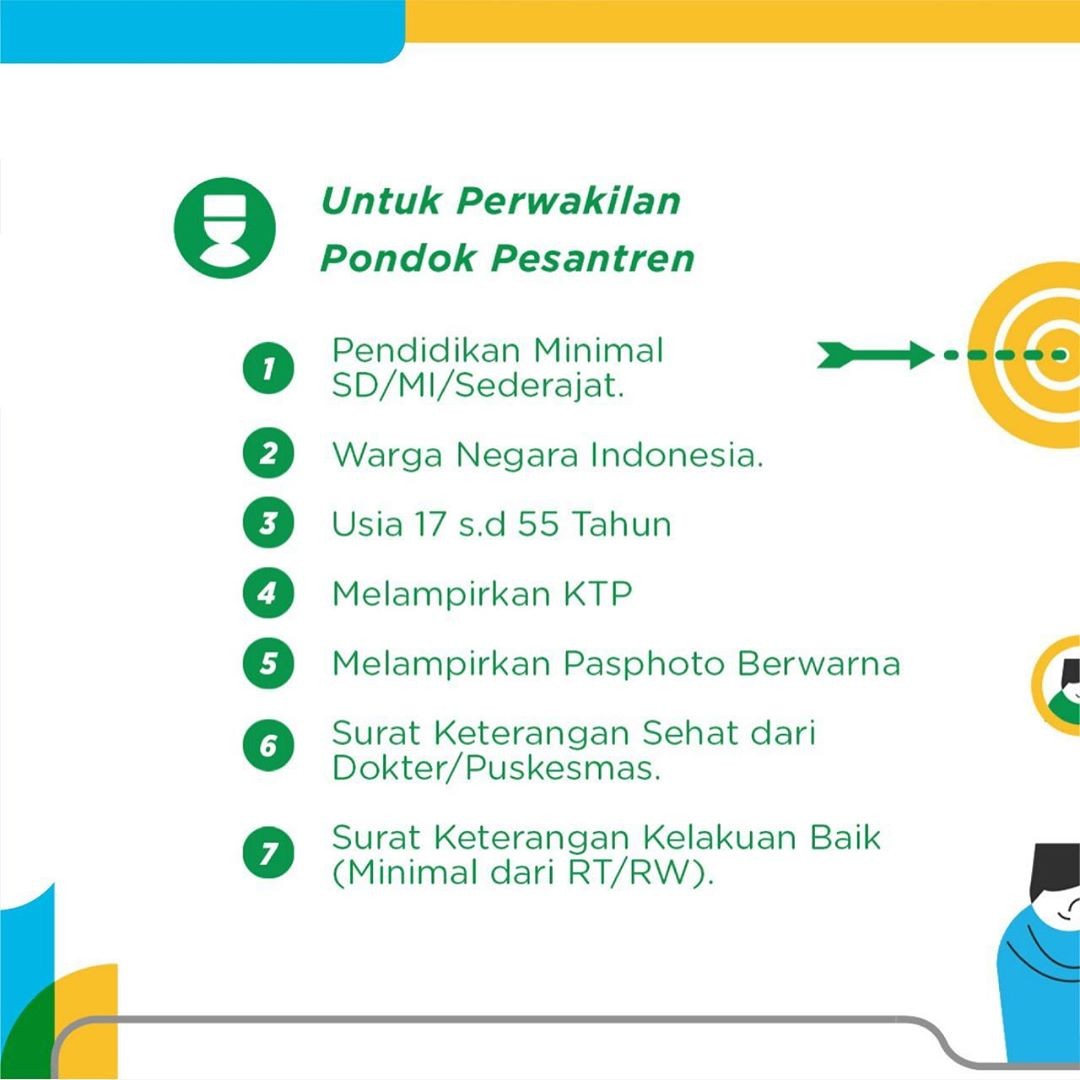 Untuk Perwakilan
Pondok Pesantren
1 Pendidikan Minimal
SD/MI/Sederajat.
2 Warga Negara Indonesia.
3 Usia 17 s.d 55 Tahun
4 Melampirkan KTP
5 Melampirkan Pasphoto Berwarna
6 Surat Keterangan Sehat dari
Dokter/Puskesmas.
7 Surat Keterangan Kelakuan Baik
(Minimal dari RT/RW).